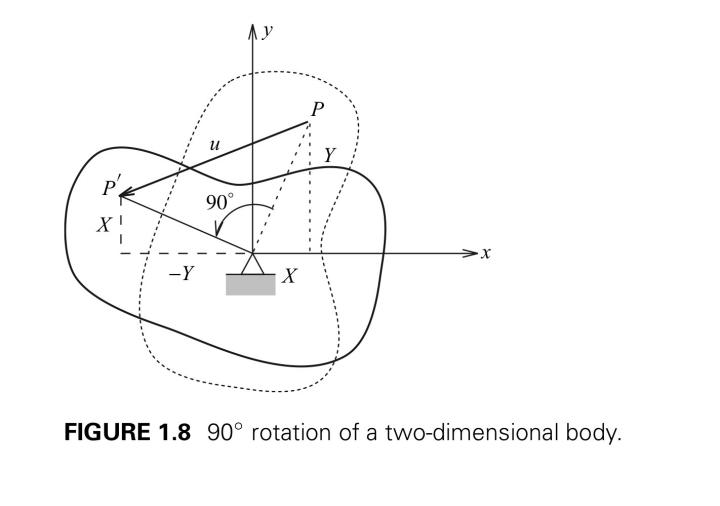 y
P
u
Y
P′
90°
X
x
−Y
X
FIGURE 1.8 90° rotation of a two-dimensional body.